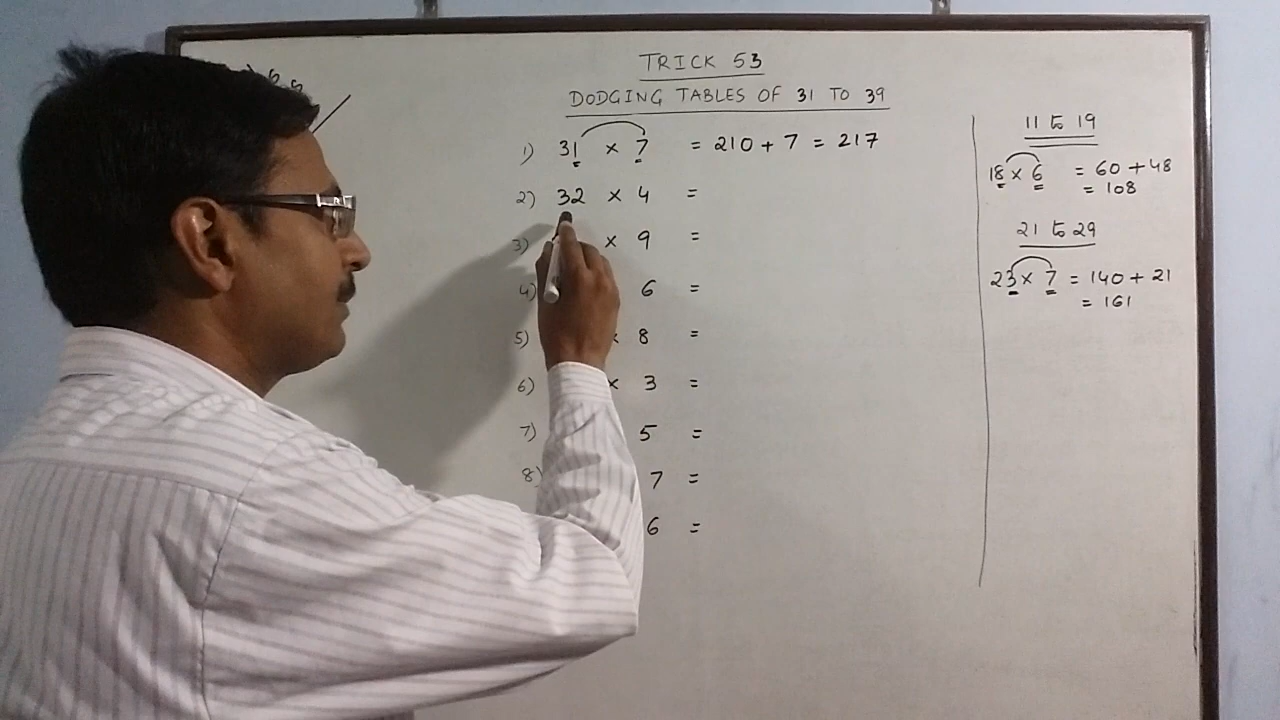 TRICK 53
DODGING TABLES OF 31 TO 39
1) 31 × 7 = 210 + 7 = 217
2) 32 × 4 =
3) × 9 =
4) 6 =
5) × 8 =
6) × 3 =
7) 5 =
8) 7 =
6 =
11 to 19
18 × 6 = 60 + 48
= 108
21 to 29
23 × 7 = 140 + 21
= 161